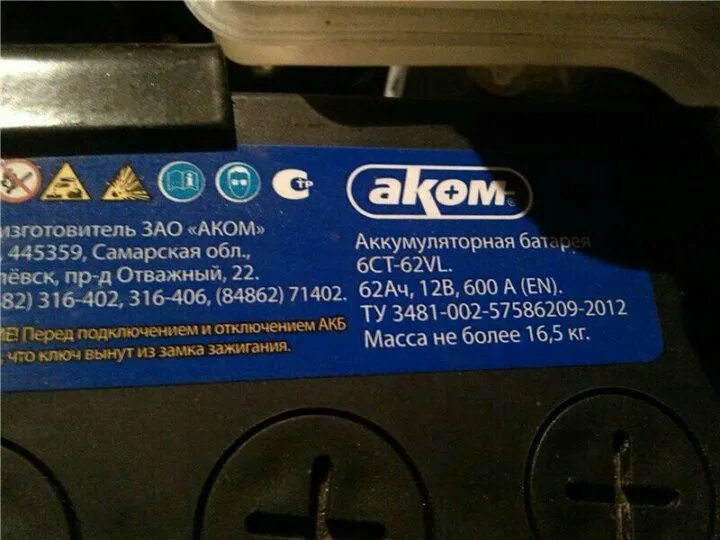 изготовитель ЗАО «АКОМ»
445359, Самарская обл.,
пр-д Отважный, 22.
82) 316-402, 316-406, (84862) 71402.
Перед подключением и отключением АКБ
что ключ вынут из замка зажигания.
ТР
аком
Аккумуляторная батарея
6СТ-62VL.
62Ач, 12В, 600 А (EN).
ТУ 3481-002-57586209-2012
Масса не более 16,5 кг.